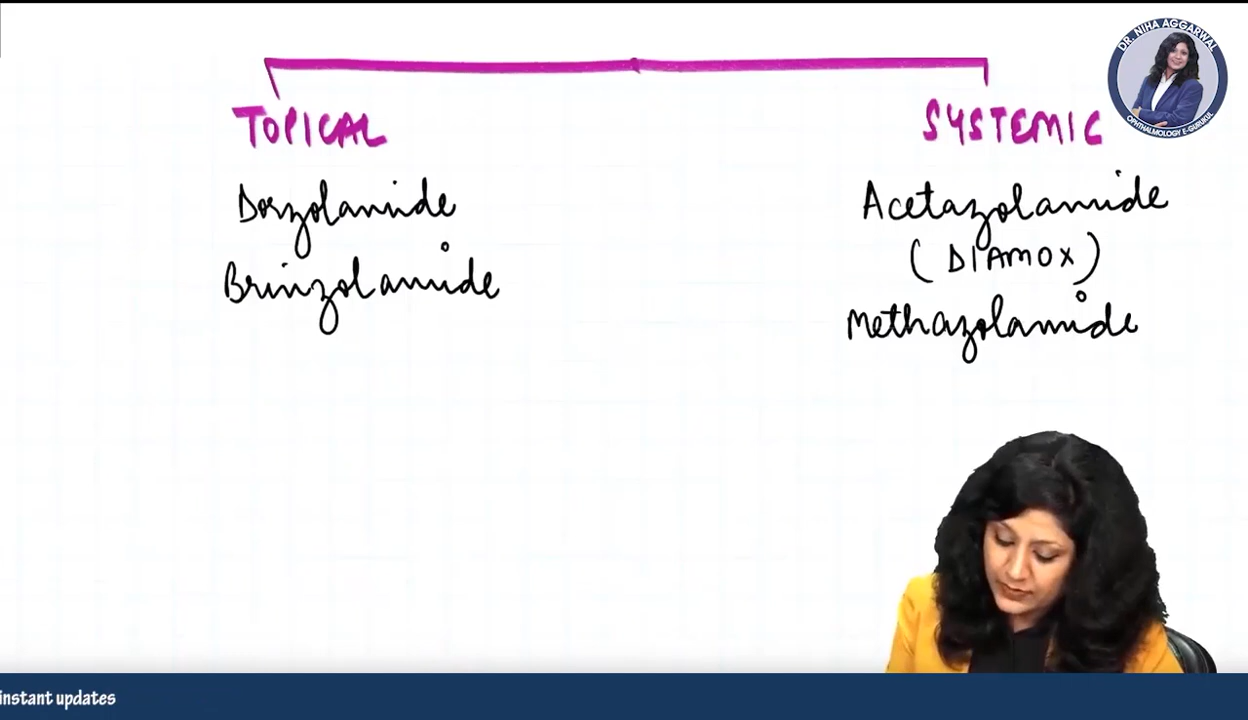 DR. NIHA AGGARWAL
OPHTHALMOLOGY E-GURUKUL
TOPICAL
Dorzolamide
Brinzolamide
SYSTEMIC
Acetazolamide
(DIAMOX)
Methazolamide
instant updates